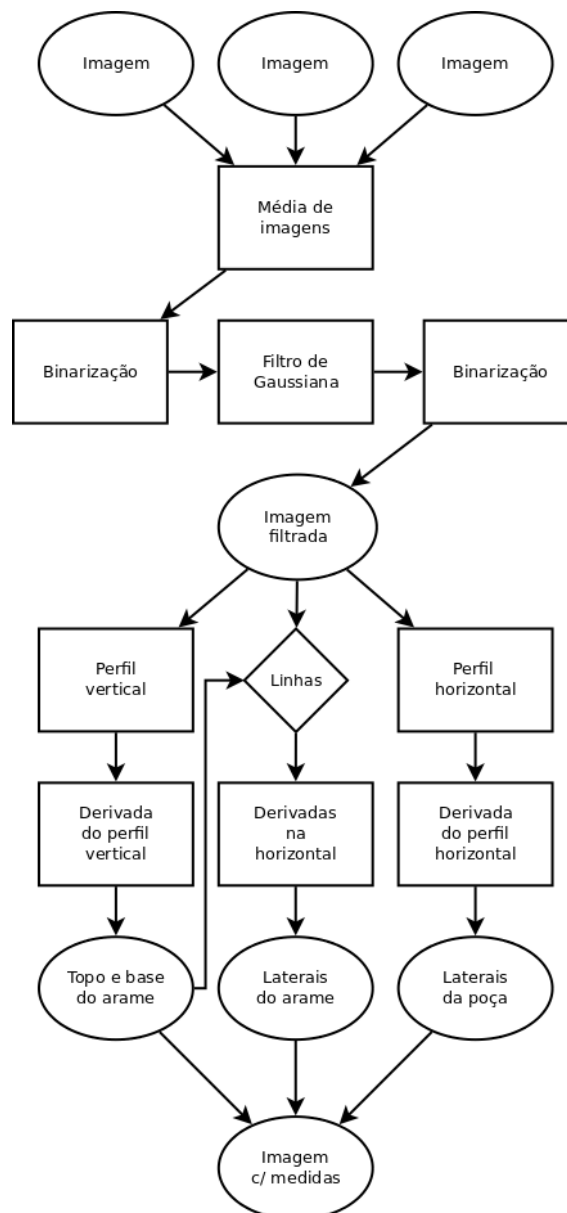 Imagem
Imagem
Imagem
Média de
imagens
Binarização
Filtro de
Gaussiana
Binarização
Imagem
filtrada
Perfil
vertical
Linhas
Perfil
horizontal
Derivada
do perfil
vertical
Derivadas
na
horizontal
Derivada
do perfil
horizontal
Topo e base
do arame
Laterais
do arame
Laterais
da poça
Imagem
c/ medidas